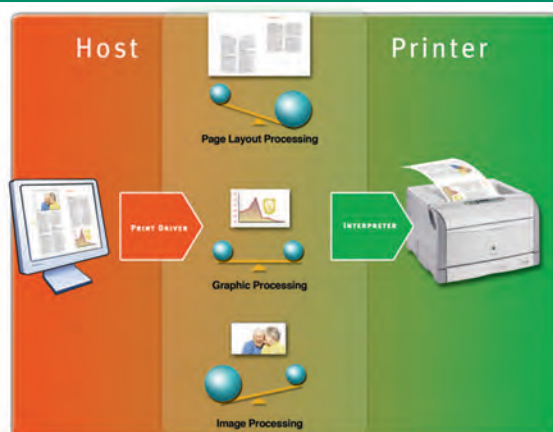 Host
Printer
Page Layout Processing
PRINT DRIVER
INTERPRETER
Graphic Processing
Image Processing